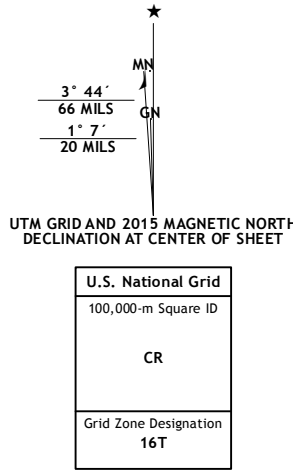 ★
MN
3° 44´
66 MILS
GN
1° 7´
20 MILS
UTM GRID AND 2015 MAGNETIC NORTH
DECLINATION AT CENTER OF SHEET
U.S. National Grid
100,000-m Square ID
CR
Grid Zone Designation
16T